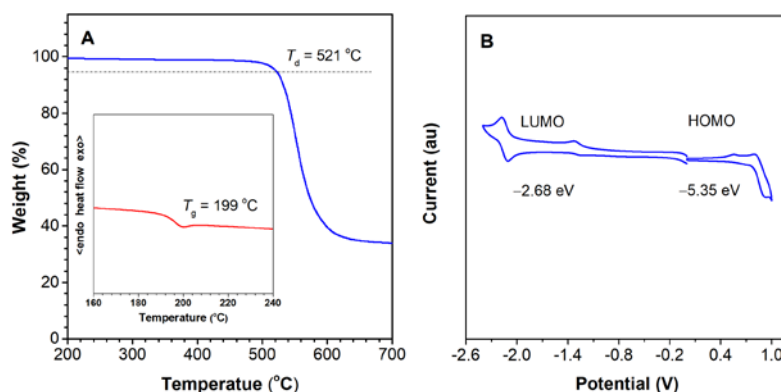 A
T_d = 521 °C
100
80
60
40
20
0
Weight (%)
<endo heat flow exo>
T_g = 199 °C
160 180 200 220 240
Temperature (°C)
200 300 400 500 600 700
Temperatue (°C)
B
LUMO HOMO
−2.68 eV −5.35 eV
Current (au)
-2.6 -2.0 -1.4 -0.8 -0.2 0.4 1.0
Potential (V)